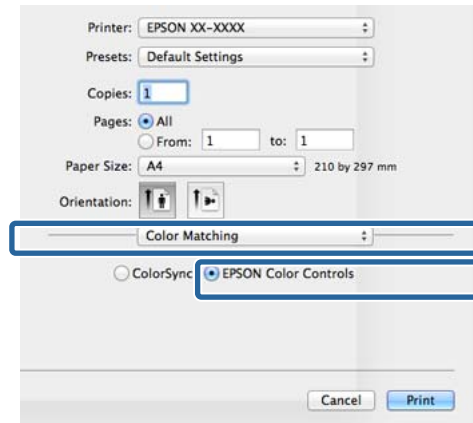 Printer: EPSON XX-XXXX
Presets: Default Settings
Copies: 1
Pages: All
From: 1 to: 1
Paper Size: A4 210 by 297 mm
Orientation:
Color Matching
ColorSync EPSON Color Controls
Cancel Print